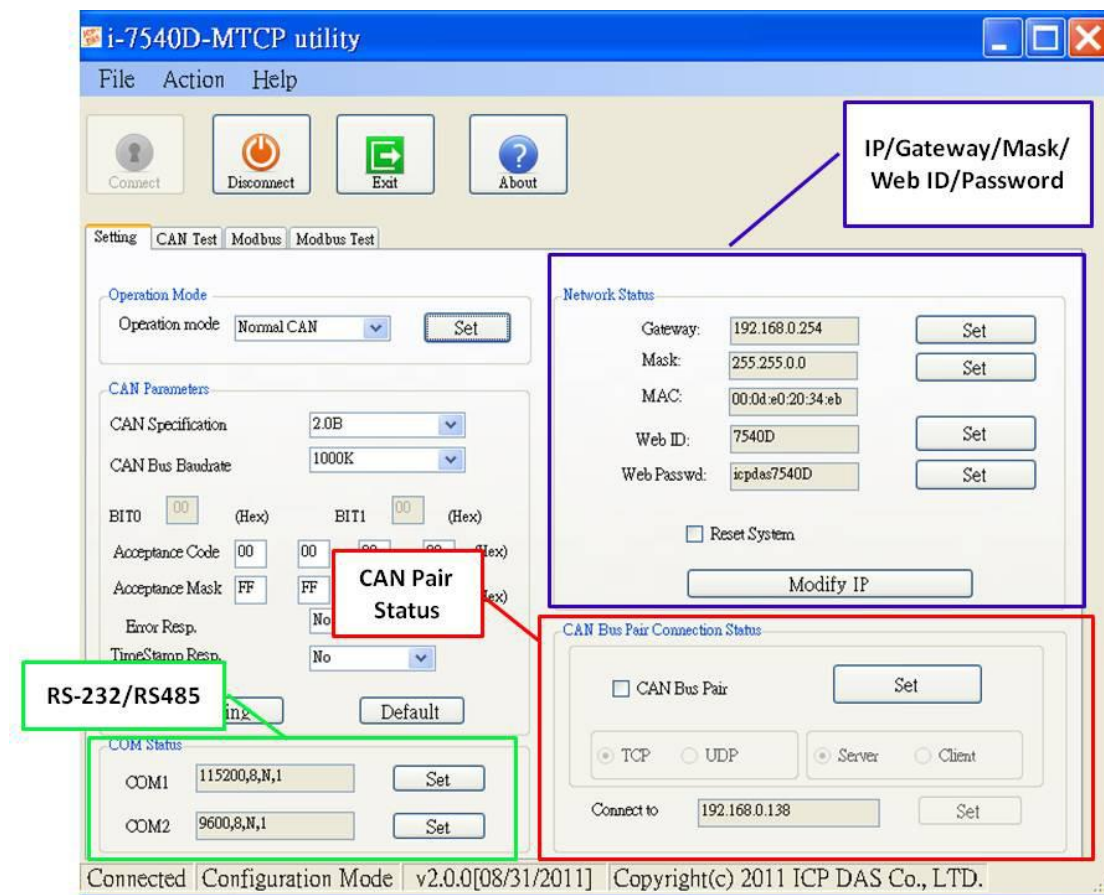 i-7540D-MTCP utility
File Action Help
Connect Disconnect Exit About
IP/Gateway/Mask/
Web ID/Password
Setting CAN Test Modbus Modbus Test
Operation Mode
Operation mode Normal CAN Set
CAN Parameters
CAN Specification 2.0B
CAN Bus Baudrate 1000K
BIT0 00 (Hex) BIT1 00 (Hex)
Acceptance Code 00 00
Acceptance Mask FF FF
Error Resp. No
TimeStamp Resp. No
Default
CAN Pair
Status
RS-232/RS485
COM Status
COM1 115200,8,N,1 Set
COM2 9600,8,N,1 Set
Network Status
Gateway: 192.168.0.254 Set
Mask: 255.255.0.0 Set
MAC: 00:0d:e0:20:34:eb
Web ID: 7540D Set
Web Passwd: icpdas7540D Set
Reset System
Modify IP
CAN Bus Pair Connection Status
CAN Bus Pair Set
TCP UDP Server Client
Connect to 192.168.0.138 Set
Connected Configuration Mode v2.0.0[08/31/2011] Copyright(c) 2011 ICP DAS Co., LTD.